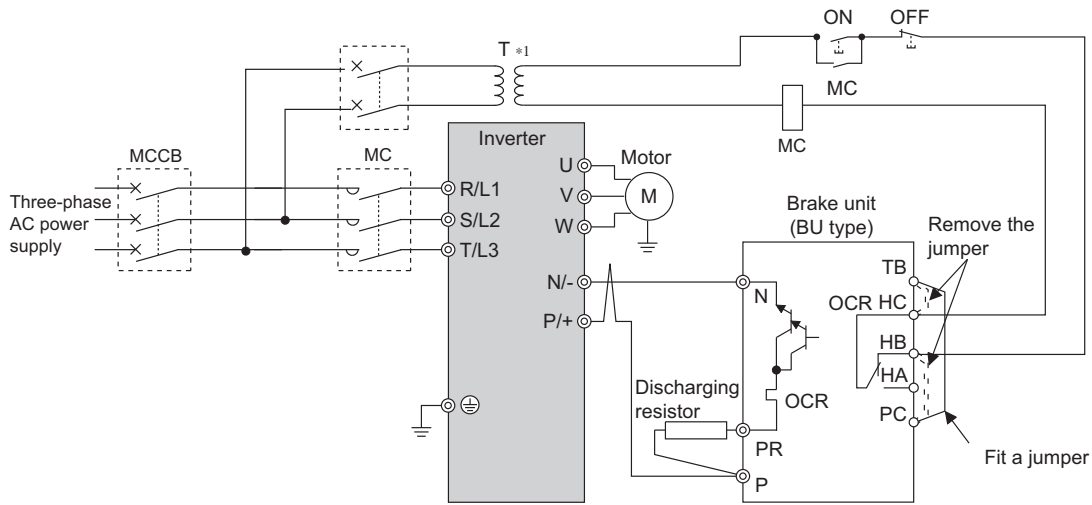 ON
OFF
T *1
MC
MC
MCCB
MC
Inverter
Three-phase
AC power
supply
R/L1
S/L2
T/L3
U
V
W
Motor
M
N/-
P/+
Brake unit
(BU type)
Remove the
jumper
TB
OCR HC
HB
HA
PC
N
OCR
Discharging
resistor
PR
P
Fit a jumper